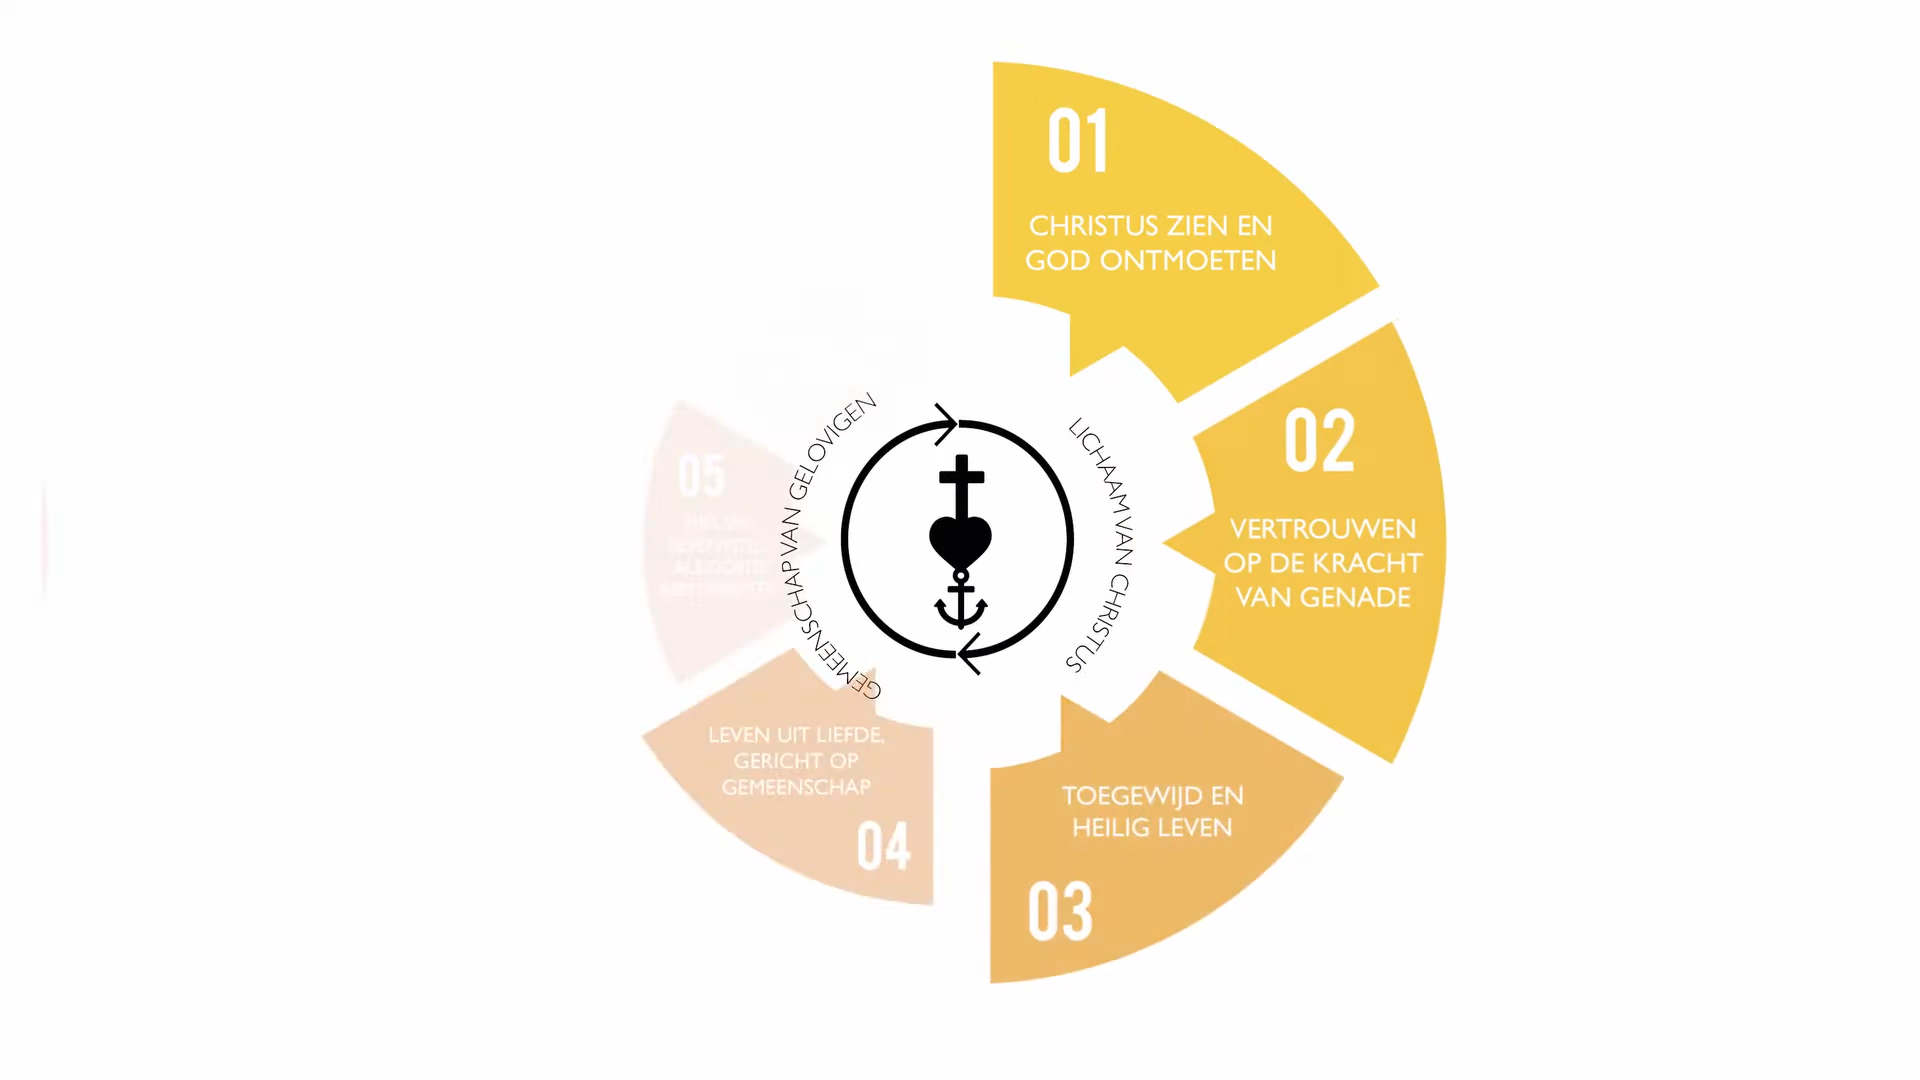 01
CHRISTUS ZIEN EN
GOD ONTMOETEN
02
VERTROUWEN
OP DE KRACHT
VAN GENADE
TOEGEWIJD EN
HEILIG LEVEN
03
LEVEN UIT LIEFDE,
GERICHT OP
GEMEENSCHAP
04
05
GEMEENSCHAP VAN GELOVIGEN
LICHAAM VAN CHRISTUS